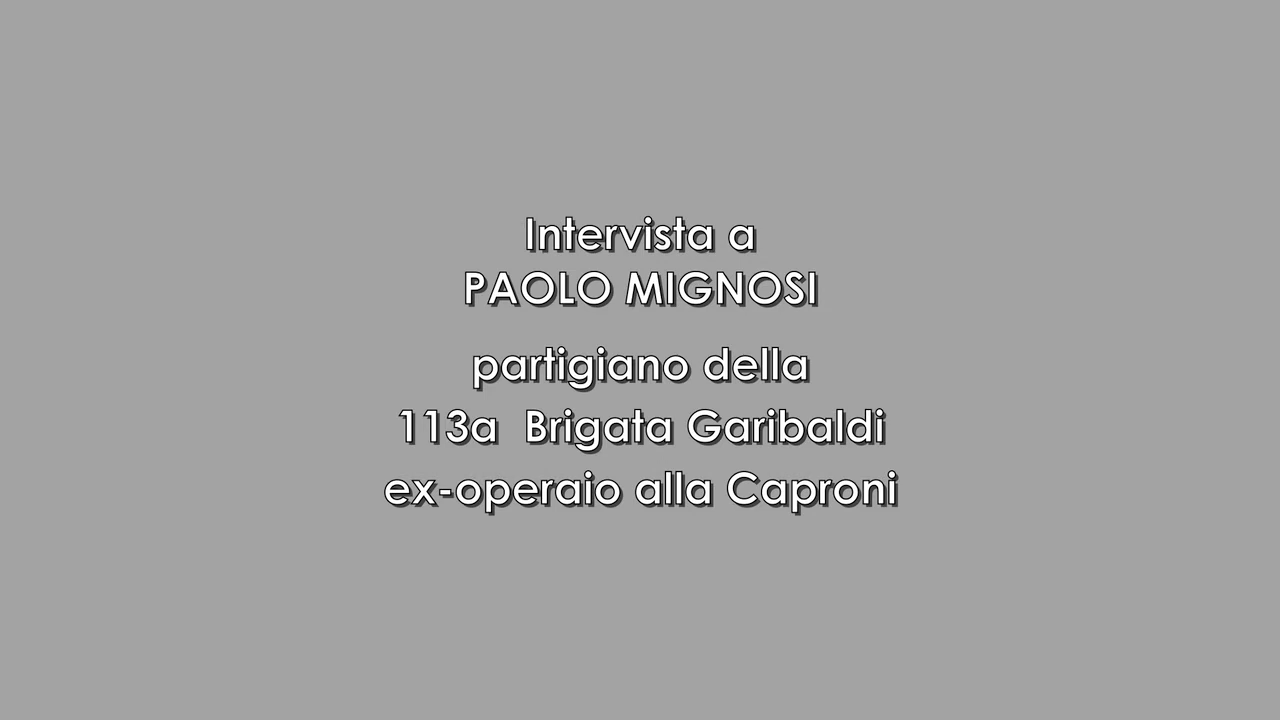 Intervista a
PAOLO MIGNOSI
partigiano della
113a  Brigata Garibaldi
ex-operaio alla Caproni